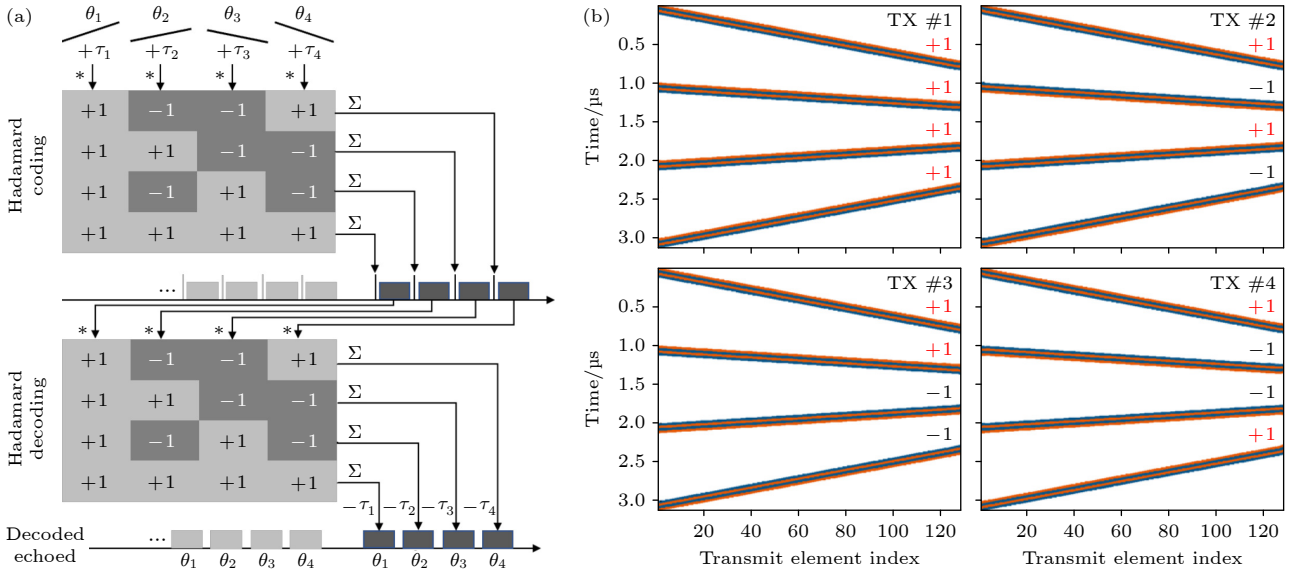 (a)
θ1 θ2 θ3 θ4
+τ1 +τ2 +τ3 +τ4
* * * *
Hadamard coding
+1 −1 −1 +1 Σ
+1 +1 −1 −1 Σ
+1 −1 +1 −1 Σ
+1 +1 +1 +1 Σ
...
* * * *
Hadamard decoding
+1 −1 −1 +1 Σ
+1 +1 −1 −1 Σ
+1 −1 +1 −1 Σ
+1 +1 +1 +1 Σ
−τ1 −τ2 −τ3 −τ4
Decoded echoed
...
θ1 θ2 θ3 θ4 θ1 θ2 θ3 θ4
(b)
Time/μs
0.5
1.0
1.5
2.0
2.5
3.0
TX #1
+1
+1
+1
+1
TX #2
+1
−1
+1
−1
Time/μs
0.5
1.0
1.5
2.0
2.5
3.0
TX #3
+1
+1
−1
−1
TX #4
+1
−1
−1
+1
20 40 60 80 100 120
Transmit element index
20 40 60 80 100 120
Transmit element index